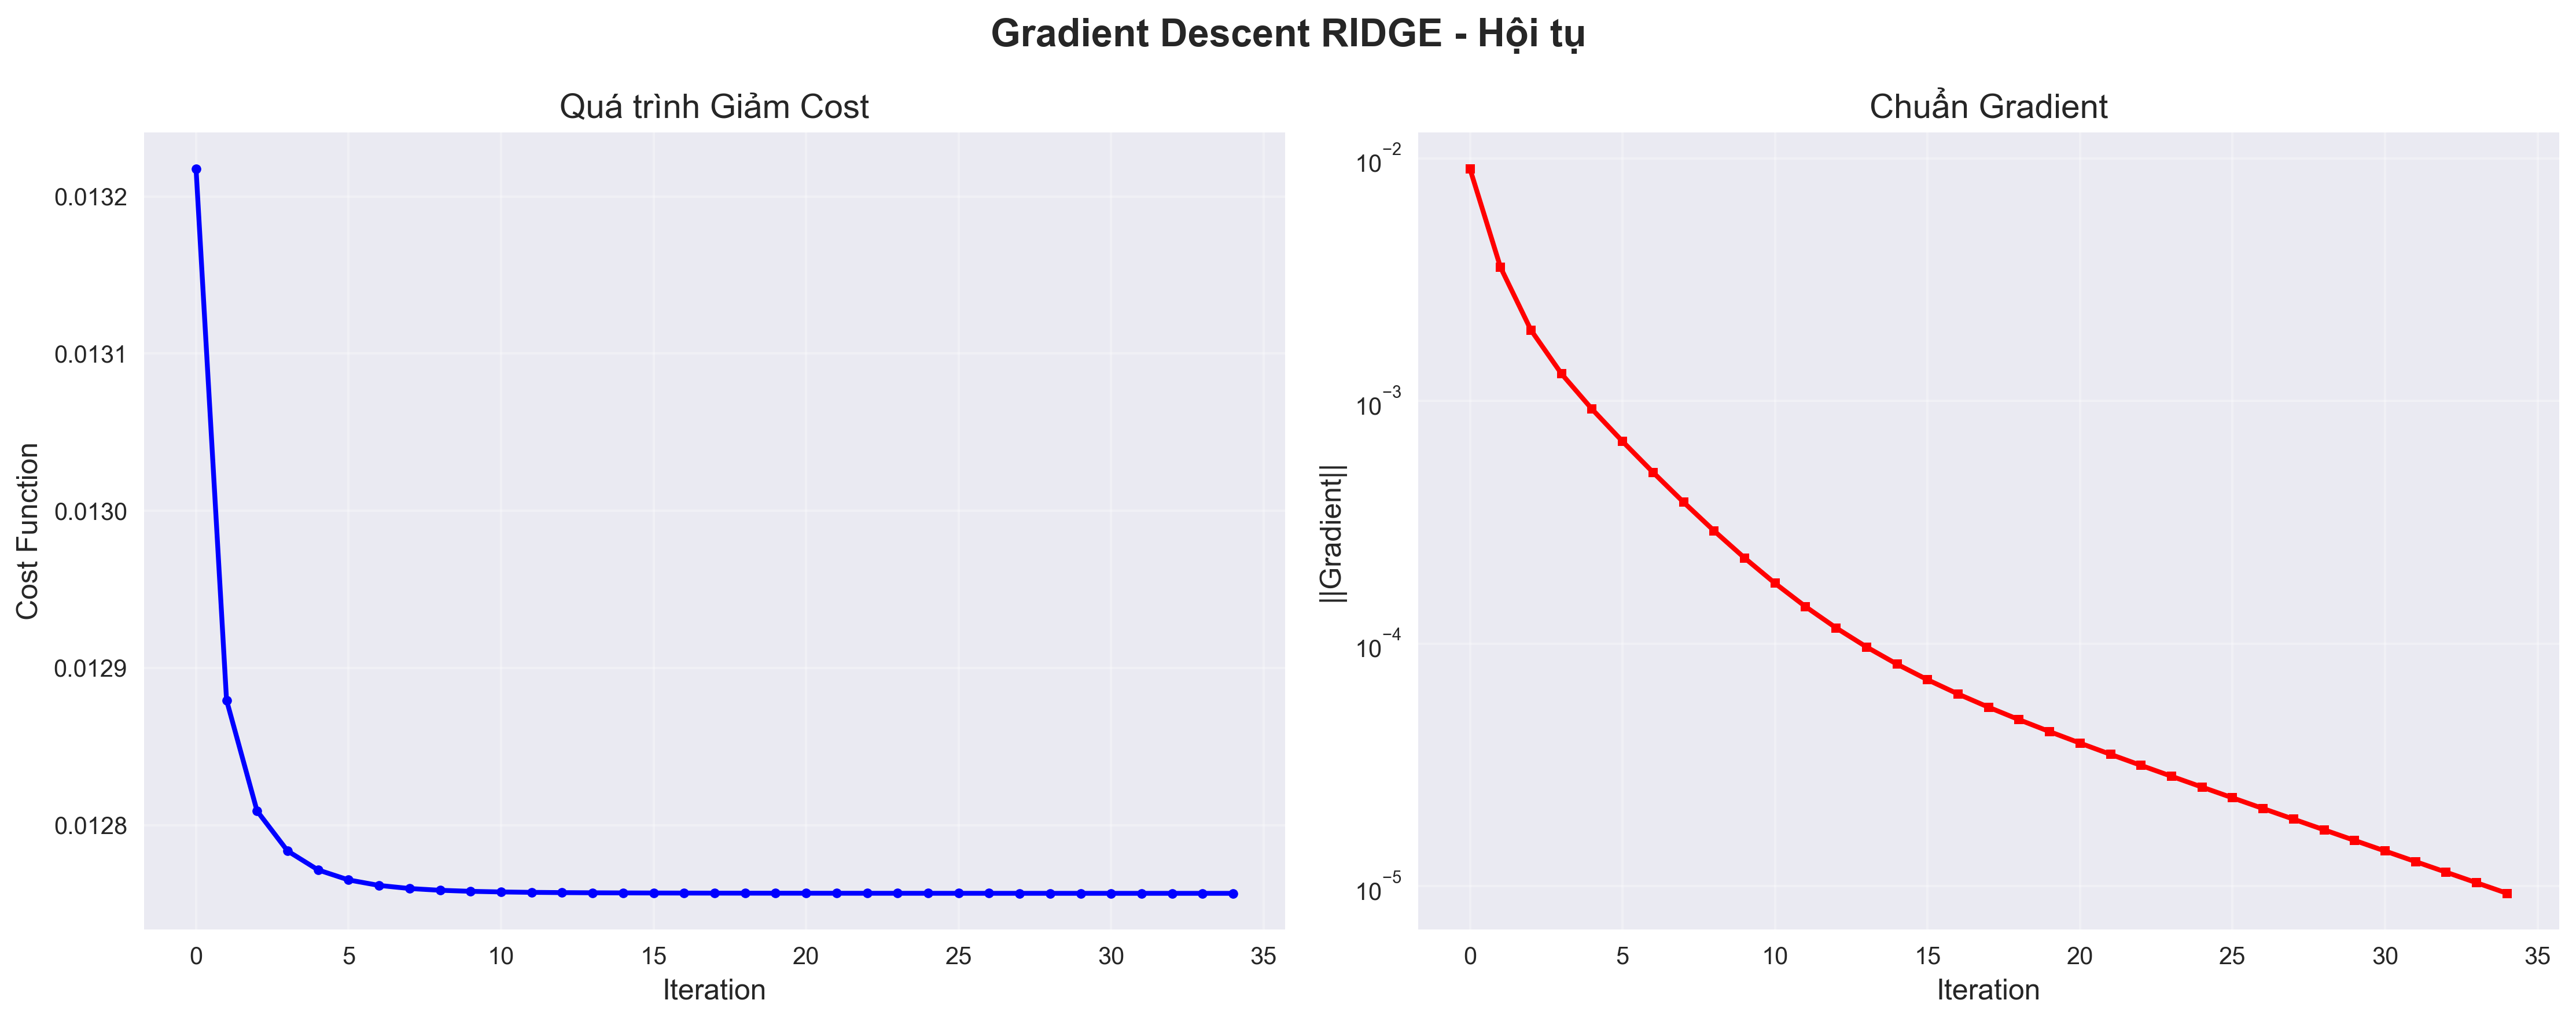 Gradient Descent RIDGE - Hội tụ
Quá trình Giảm Cost
Cost Function
0.0132
0.0131
0.0130
0.0129
0.0128
0 5 10 15 20 25 30 35
Iteration
Chuẩn Gradient
||Gradient||
10⁻²
10⁻³
10⁻⁴
10⁻⁵
0 5 10 15 20 25 30 35
Iteration